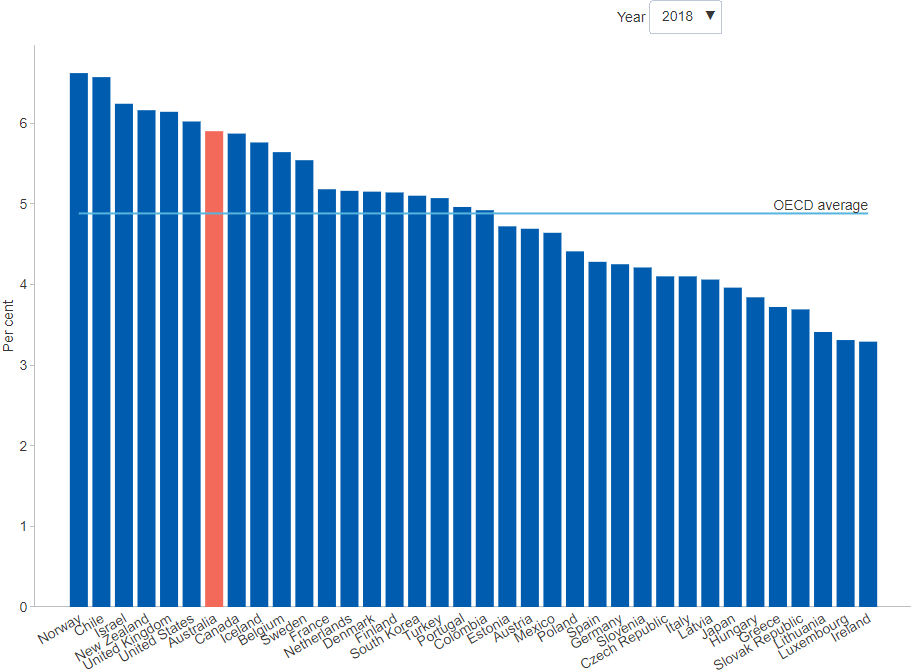 Year 2018 ▼
OECD average
Per cent
6
5
4
3
2
1
0
Norway
Chile
Israel
New Zealand
United Kingdom
United States
Australia
Canada
Iceland
Belgium
Sweden
France
Netherlands
Denmark
Finland
South Korea
Turkey
Portugal
Colombia
Estonia
Austria
Mexico
Poland
Spain
Germany
Slovenia
Czech Republic
Italy
Latvia
Japan
Hungary
Greece
Slovak Republic
Lithuania
Luxembourg
Ireland